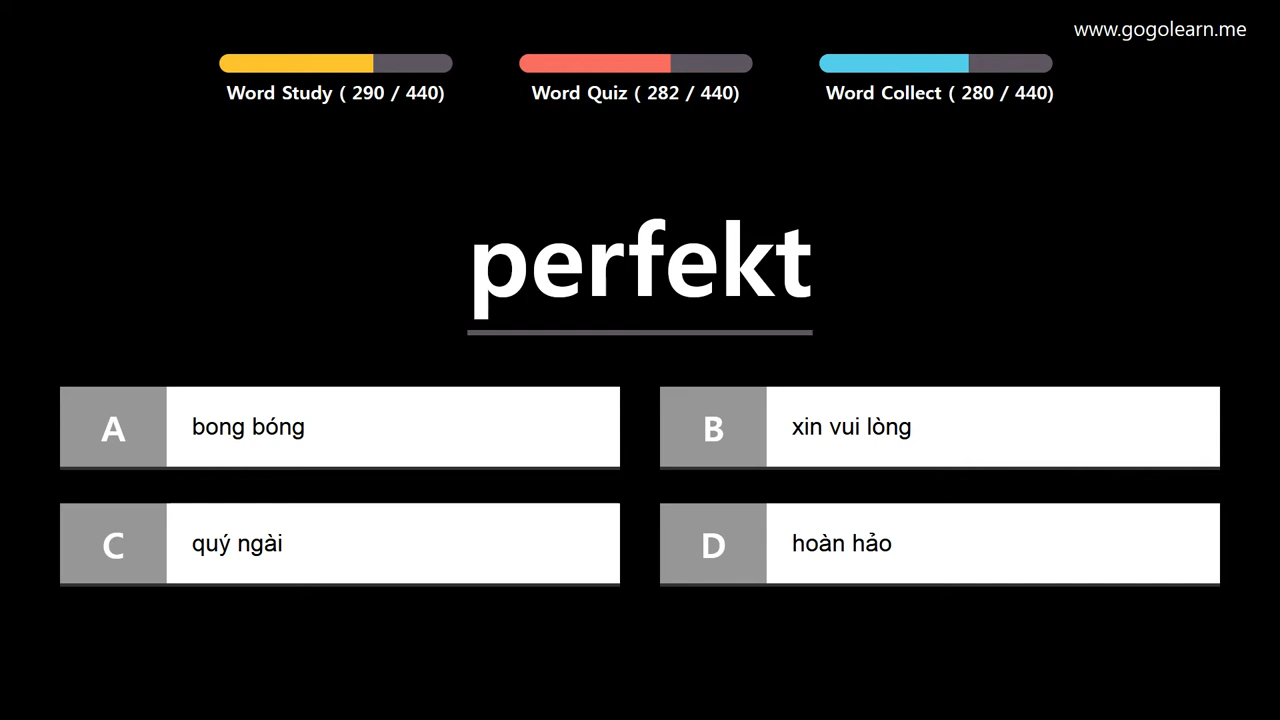 www.gogolearn.me
Word Study ( 290 / 440)
Word Quiz ( 282 / 440)
Word Collect ( 280 / 440)
perfekt
A bong bóng
B xin vui lòng
C quý ngài
D hoàn hảo